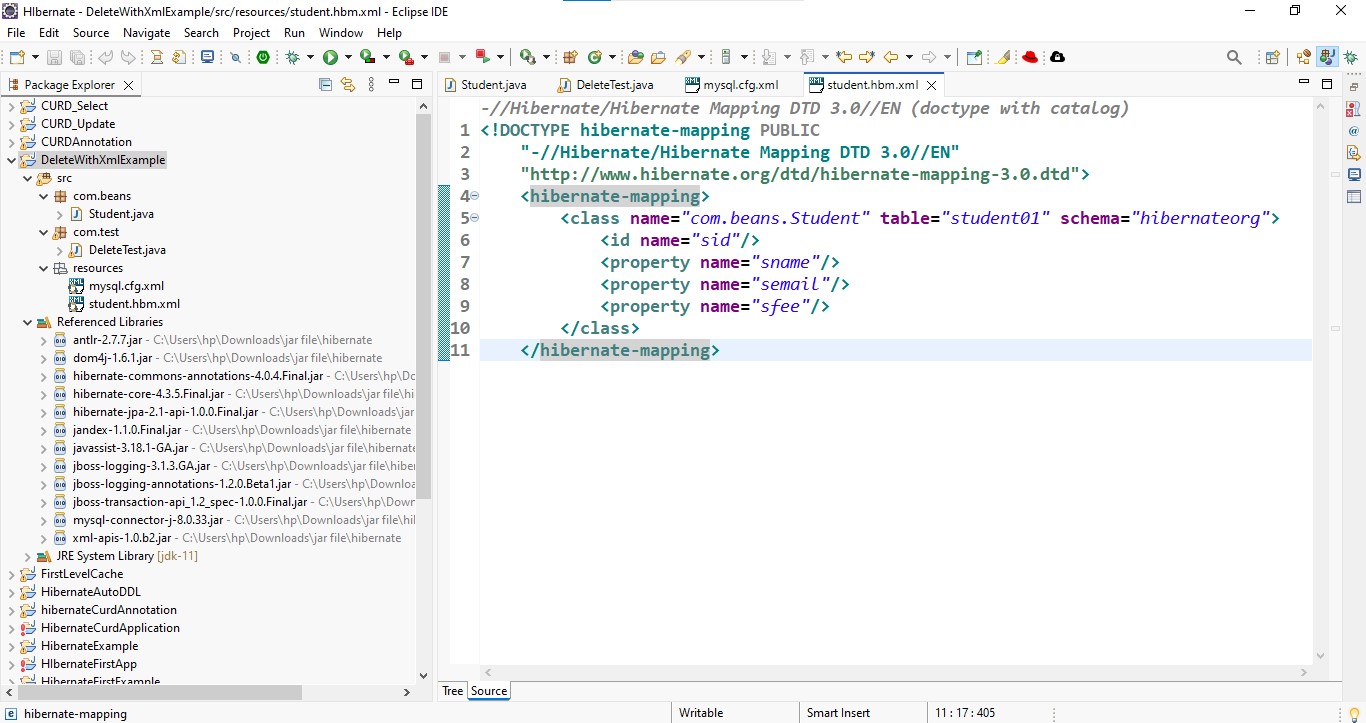 HIbernate - DeleteWithXmlExample/src/resources/student.hbm.xml - Eclipse IDE
File Edit Source Navigate Search Project Run Window Help
Package Explorer
CURD_Select
CURD_Update
CURDAnnotation
DeleteWithXmlExample
src
com.beans
Student.java
com.test
DeleteTest.java
resources
mysql.cfg.xml
student.hbm.xml
Referenced Libraries
antlr-2.7.7.jar - C:\Users\hp\Downloads\jar file\hibernate
dom4j-1.6.1.jar - C:\Users\hp\Downloads\jar file\hibernate
hibernate-commons-annotations-4.0.4.Final.jar - C:\Users\hp\Dc
hibernate-core-4.3.5.Final.jar - C:\Users\hp\Downloads\jar file\hi
hibernate-jpa-2.1-api-1.0.0.Final.jar - C:\Users\hp\Downloads\jar
jandex-1.1.0.Final.jar - C:\Users\hp\Downloads\jar file\hibernate
javassist-3.18.1-GA.jar - C:\Users\hp\Downloads\jar file\hibernate
jboss-logging-3.1.3.GA.jar - C:\Users\hp\Downloads\jar file\hiber
jboss-logging-annotations-1.2.0.Beta1.jar - C:\Users\hp\Downloa
jboss-transaction-api_1.2_spec-1.0.0.Final.jar - C:\Users\hp\Dowr
mysql-connector-j-8.0.33.jar - C:\Users\hp\Downloads\jar file\hil
xml-apis-1.0.b2.jar - C:\Users\hp\Downloads\jar file\hibernate
JRE System Library [jdk-11]
FirstLevelCache
HibernateAutoDDL
hibernateCurdAnnotation
HibernateCurdApplication
HibernateExample
HIbernateFirstApp
HibernateFirstExample
Student.java DeleteTest.java mysql.cfg.xml student.hbm.xml
-//Hibernate/Hibernate Mapping DTD 3.0//EN (doctype with catalog)
1 <!DOCTYPE hibernate-mapping PUBLIC
2 "-//Hibernate/Hibernate Mapping DTD 3.0//EN"
3 "http://www.hibernate.org/dtd/hibernate-mapping-3.0.dtd">
4 <hibernate-mapping>
5 <class name="com.beans.Student" table="student01" schema="hibernateorg">
6 <id name="sid"/>
7 <property name="sname"/>
8 <property name="semail"/>
9 <property name="sfee"/>
10 </class>
11 </hibernate-mapping>
Tree Source
hibernate-mapping Writable Smart Insert 11 : 17 : 405